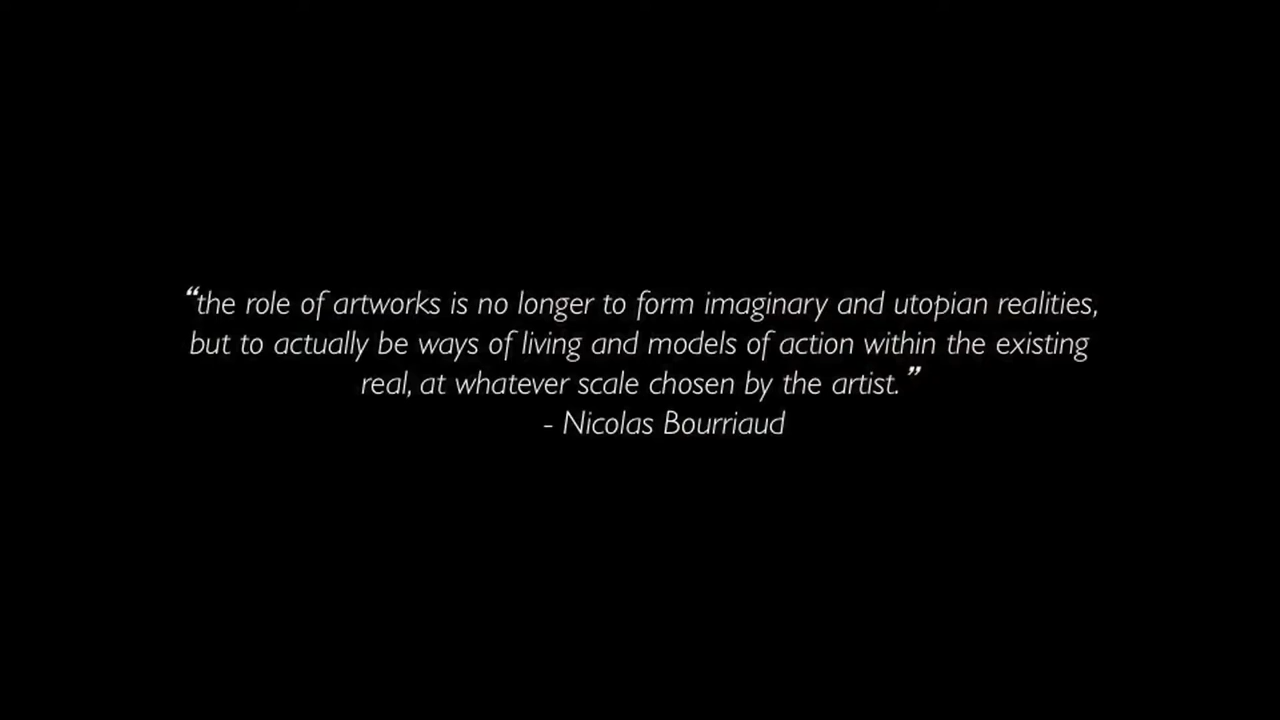 “the role of artworks is no longer to form imaginary and utopian realities,
but to actually be ways of living and models of action within the existing
real, at whatever scale chosen by the artist.”
- Nicolas Bourriaud